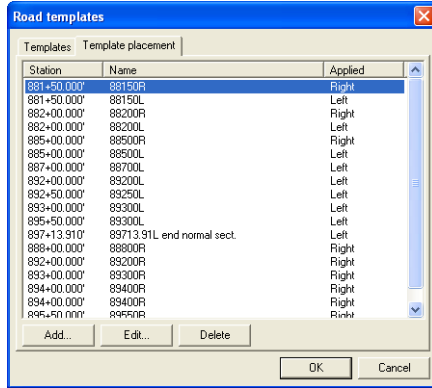 Road templates
Templates Template placement
Station Name Applied
881+50.000' 88150R Right
881+50.000' 88150L Left
882+00.000' 88200R Right
882+00.000' 88200L Left
885+00.000' 88500R Right
885+00.000' 88500L Left
887+00.000' 88700L Left
892+00.000' 89200L Left
892+50.000' 89250L Left
893+00.000' 89300L Left
895+50.000' 89300L Left
897+13.910' 89713.91L end normal sect. Left
888+00.000' 88800R Right
892+00.000' 89200R Right
893+00.000' 89300R Right
894+00.000' 89400R Right
894+00.000' 89400R Right
895+50.000' 89550R Right
Add... Edit... Delete
OK Cancel